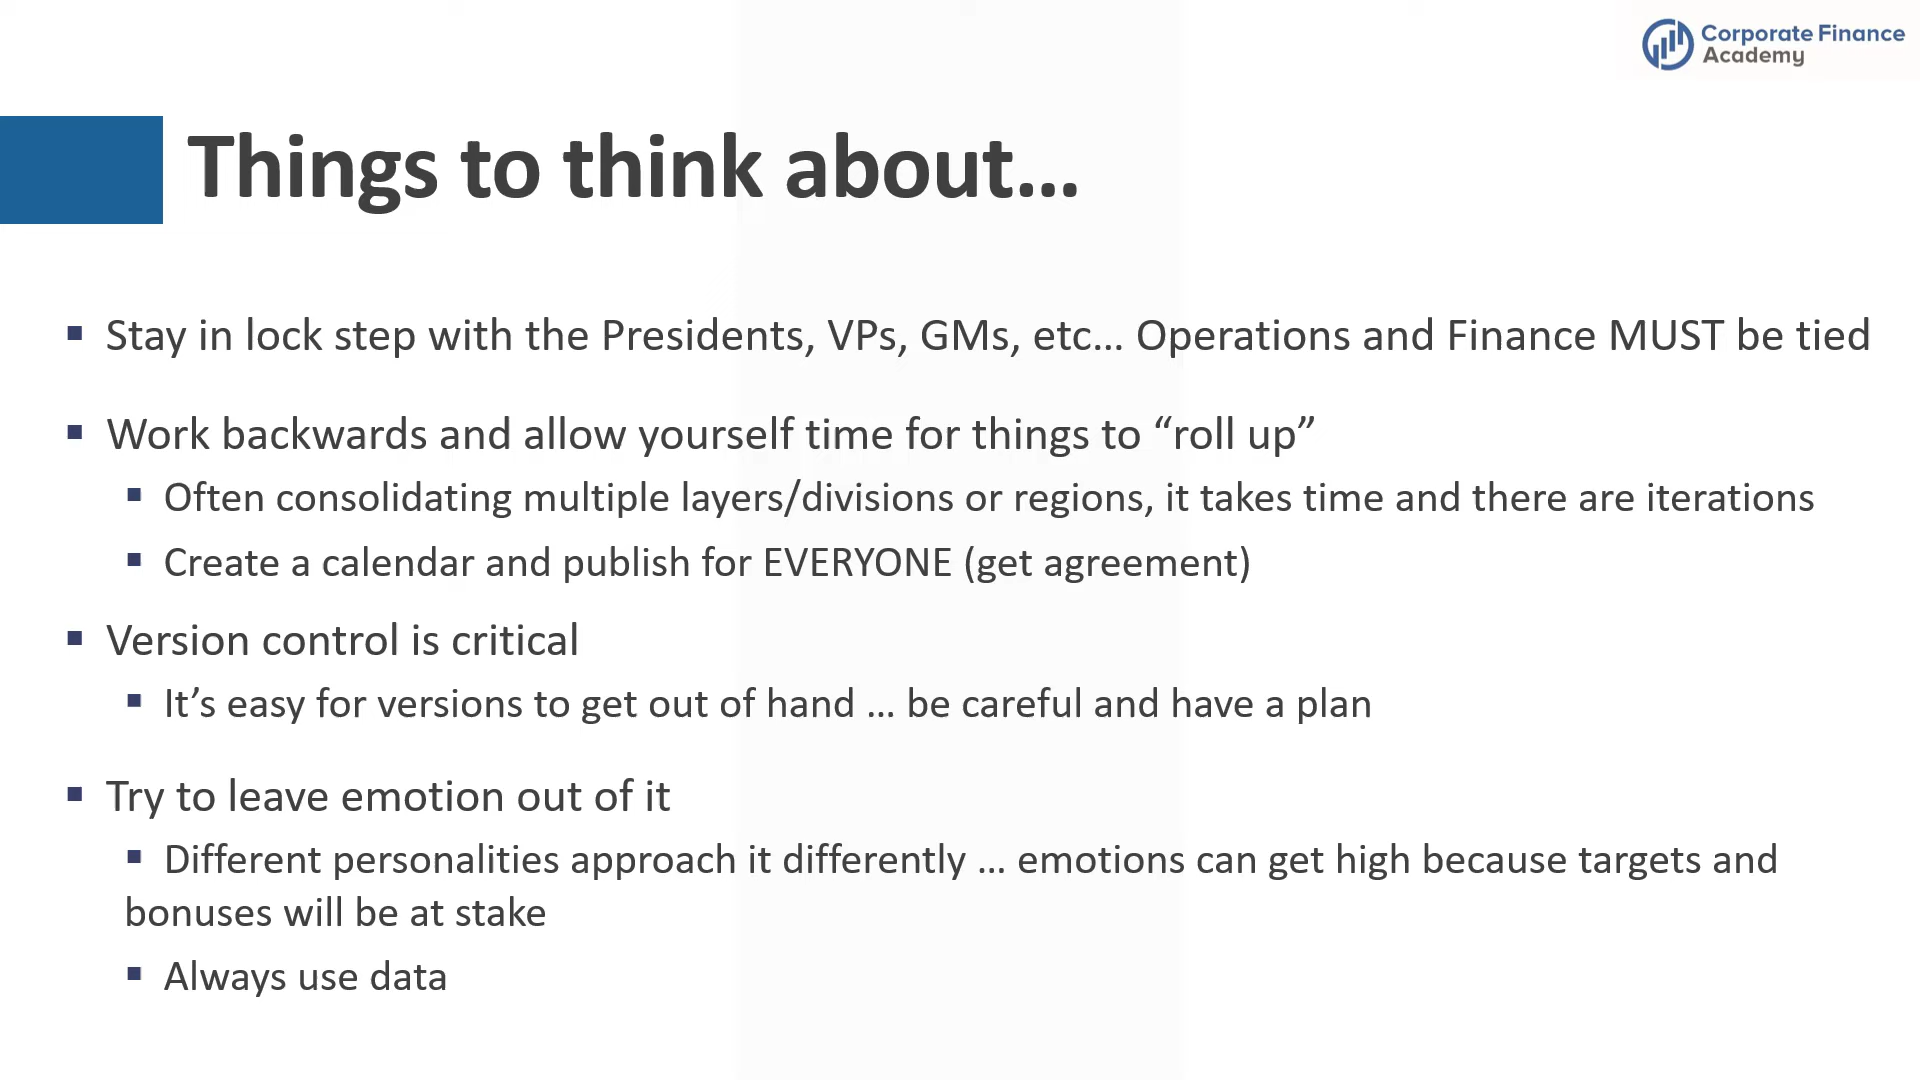 Corporate Finance
Academy
Things to think about...
▪ Stay in lock step with the Presidents, VPs, GMs, etc... Operations and Finance MUST be tied
▪ Work backwards and allow yourself time for things to “roll up”
▪ Often consolidating multiple layers/divisions or regions, it takes time and there are iterations
▪ Create a calendar and publish for EVERYONE (get agreement)
▪ Version control is critical
▪ It’s easy for versions to get out of hand ... be careful and have a plan
▪ Try to leave emotion out of it
▪ Different personalities approach it differently ... emotions can get high because targets and
bonuses will be at stake
▪ Always use data